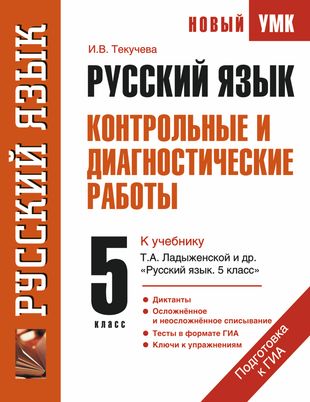 НОВЫЙ УМК
И.В. Текучева
РУССКИЙ ЯЗЫК
РУССКИЙ ЯЗЫК
КОНТРОЛЬНЫЕ И
ДИАГНОСТИЧЕСКИЕ
РАБОТЫ
5
класс
К учебнику
Т.А. Ладыженской и др.
«Русский язык. 5 класс»
• Диктанты
• Осложнённое
и неосложнённое списывание
• Тесты в формате ГИА
• Ключи к упражнениям
Подготовка
к ГИА